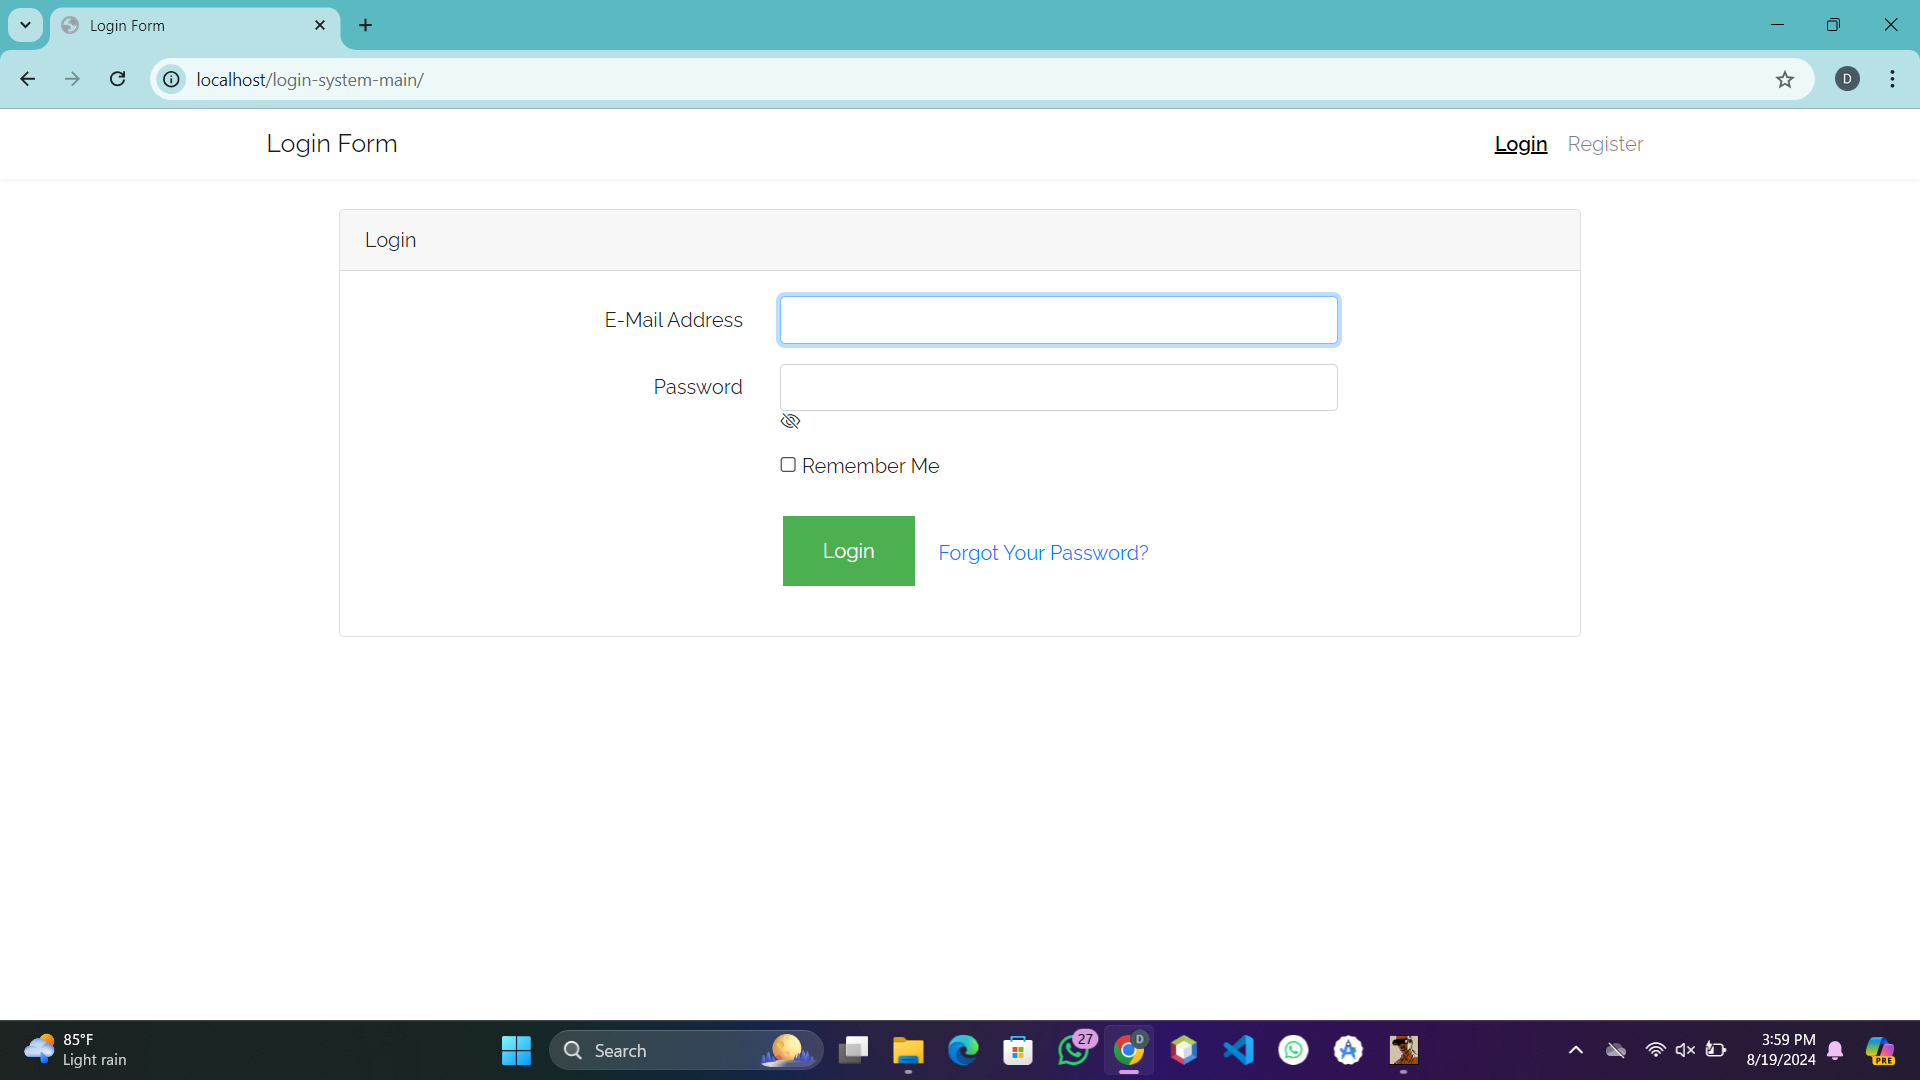 Login Form
localhost/login-system-main/
D
Login Form
Login Register
Login
E-Mail Address
Password
Remember Me
Login
Forgot Your Password?
85°F
Light rain
Search
27
D
PRE
3:59 PM
8/19/2024